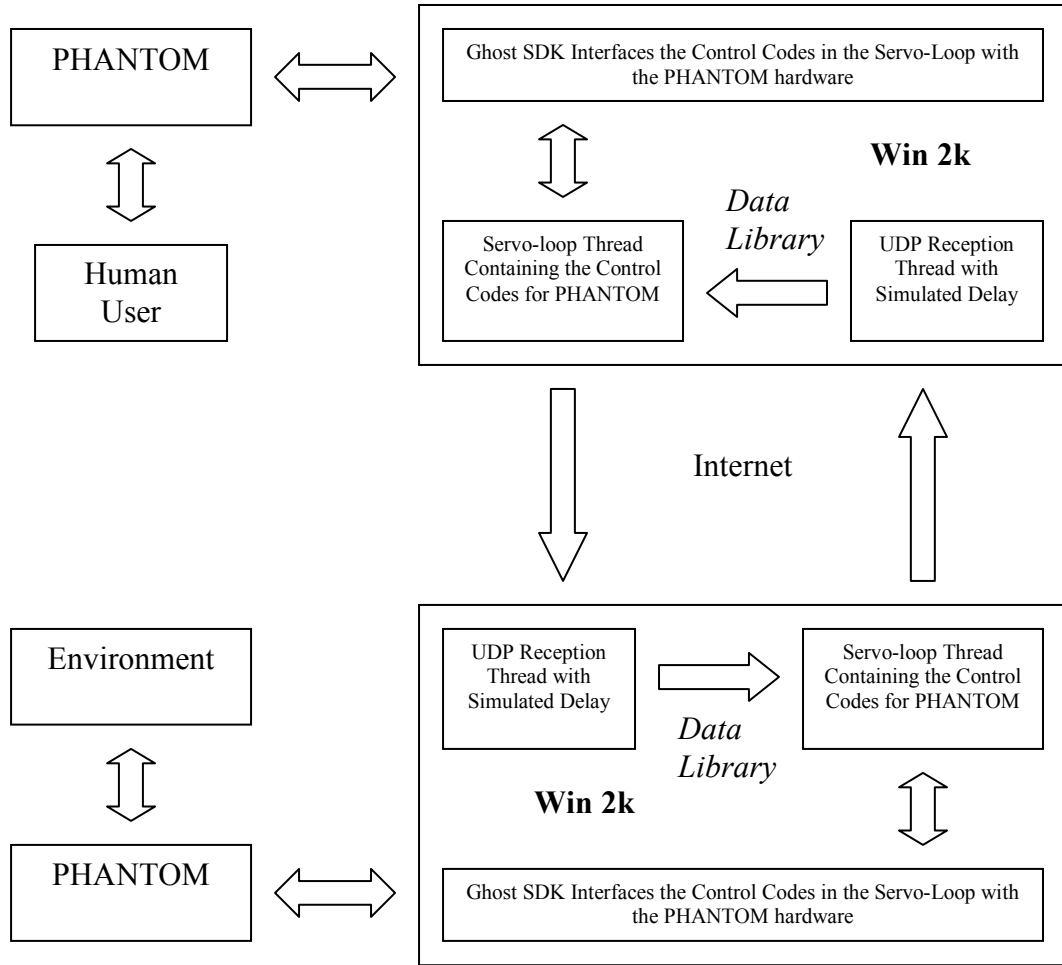 PHANTOM
Ghost SDK Interfaces the Control Codes in the Servo-Loop with
the PHANTOM hardware
Win 2k
Data
Library
Servo-loop Thread
Containing the Control
Codes for PHANTOM
UDP Reception
Thread with
Simulated Delay
Human
User
Internet
Environment
UDP Reception
Thread with
Simulated Delay
Servo-loop Thread
Containing the Control
Codes for PHANTOM
Data
Library
Win 2k
PHANTOM
Ghost SDK Interfaces the Control Codes in the Servo-Loop with
the PHANTOM hardware